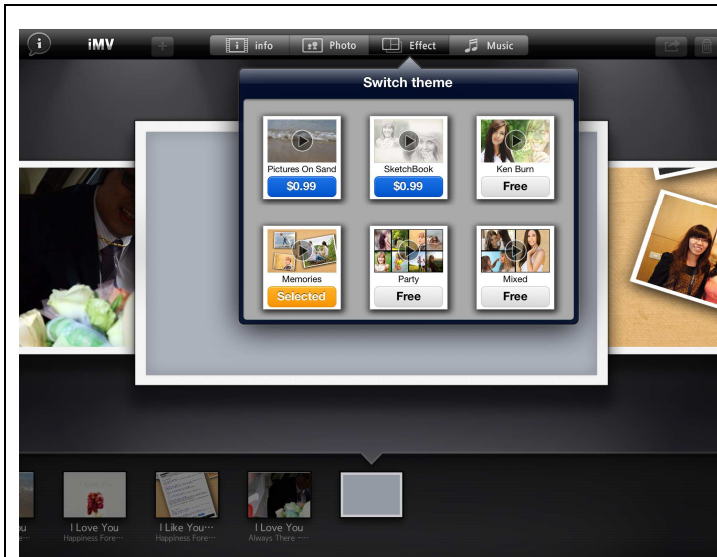 i
iMV
+
i info
Photo
Effect
Music
Switch theme
Pictures On Sand
SketchBook
Ken Burn
$0.99
$0.99
Free
Memories
Party
Mixed
Selected
Free
Free
ou
I Love You
I Like You…
I Love You
e…
Happiness Fore…
Happiness Fore…
Always There …